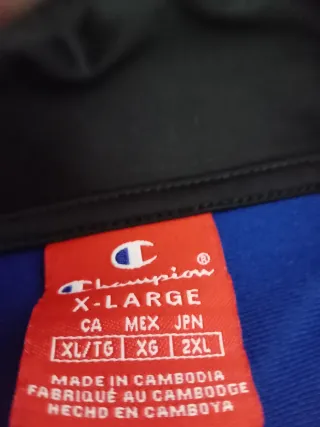 Champion®
X-LARGE
CA MEX JPN
XL/TG XG 2XL
MADE IN CAMBODIA
FABRIQUÉ AU CAMBODGE
HECHO EN CAMBOYA